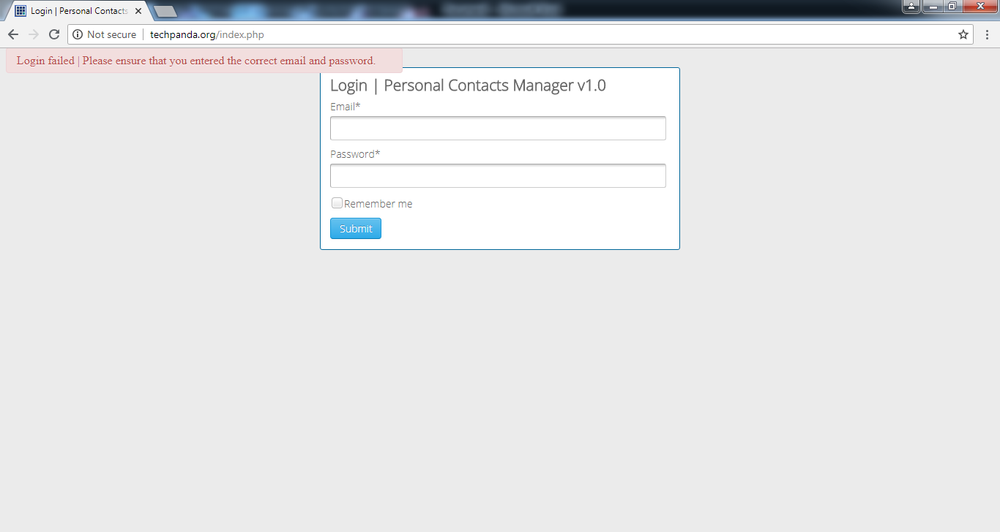 Login | Personal Contacts
Not secure
techpanda.org/index.php
Login failed | Please ensure that you entered the correct email and password.
Login | Personal Contacts Manager v1.0
Email*
Password*
Remember me
Submit